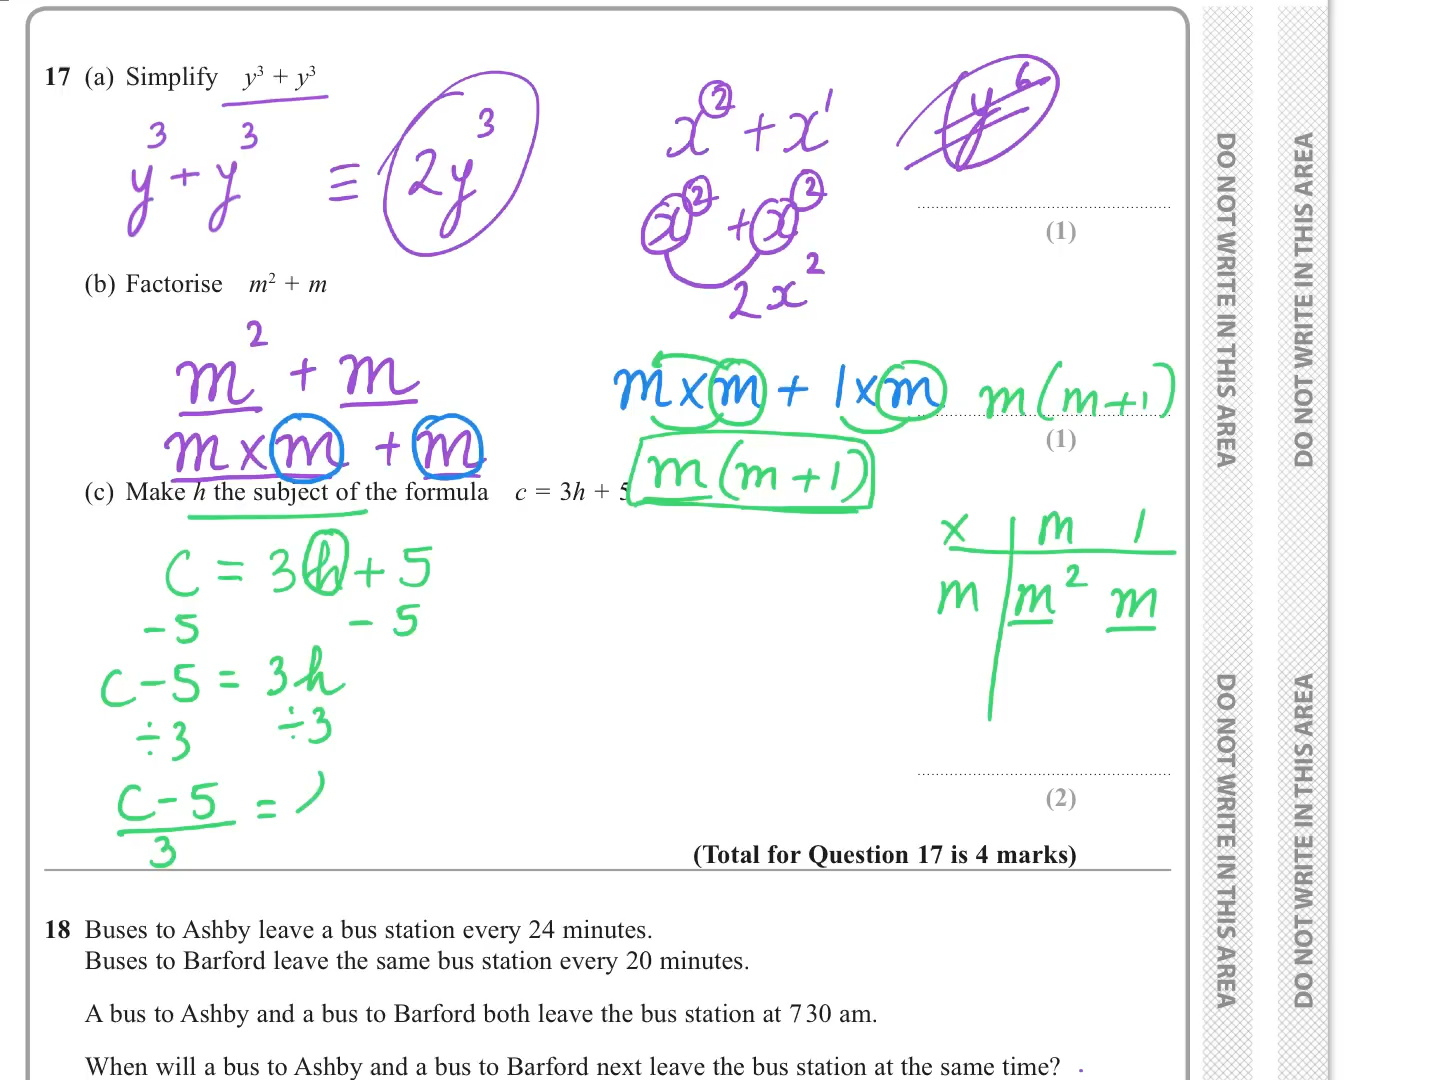 17 (a) Simplify y³ + y³
y³ + y³ ≡ 2y³
x² + x¹
y⁶
x² + x²
2x²
(1)
(b) Factorise m² + m
m² + m
m × m + 1 × m
m(m+1)
(1)
m × m + m
m(m+1)
(c) Make h the subject of the formula c = 3h + 5
C = 3h + 5
-5 -5
C - 5 = 3h
÷3 ÷3
C - 5 =
3
× m 1
m m² m
(2)
(Total for Question 17 is 4 marks)
18 Buses to Ashby leave a bus station every 24 minutes.
Buses to Barford leave the same bus station every 20 minutes.
A bus to Ashby and a bus to Barford both leave the bus station at 7 30 am.
When will a bus to Ashby and a bus to Barford next leave the bus station at the same time?
DO NOT WRITE IN THIS AREA
DO NOT WRITE IN THIS AREA
DO NOT WRITE IN THIS AREA
DO NOT WRITE IN THIS AREA